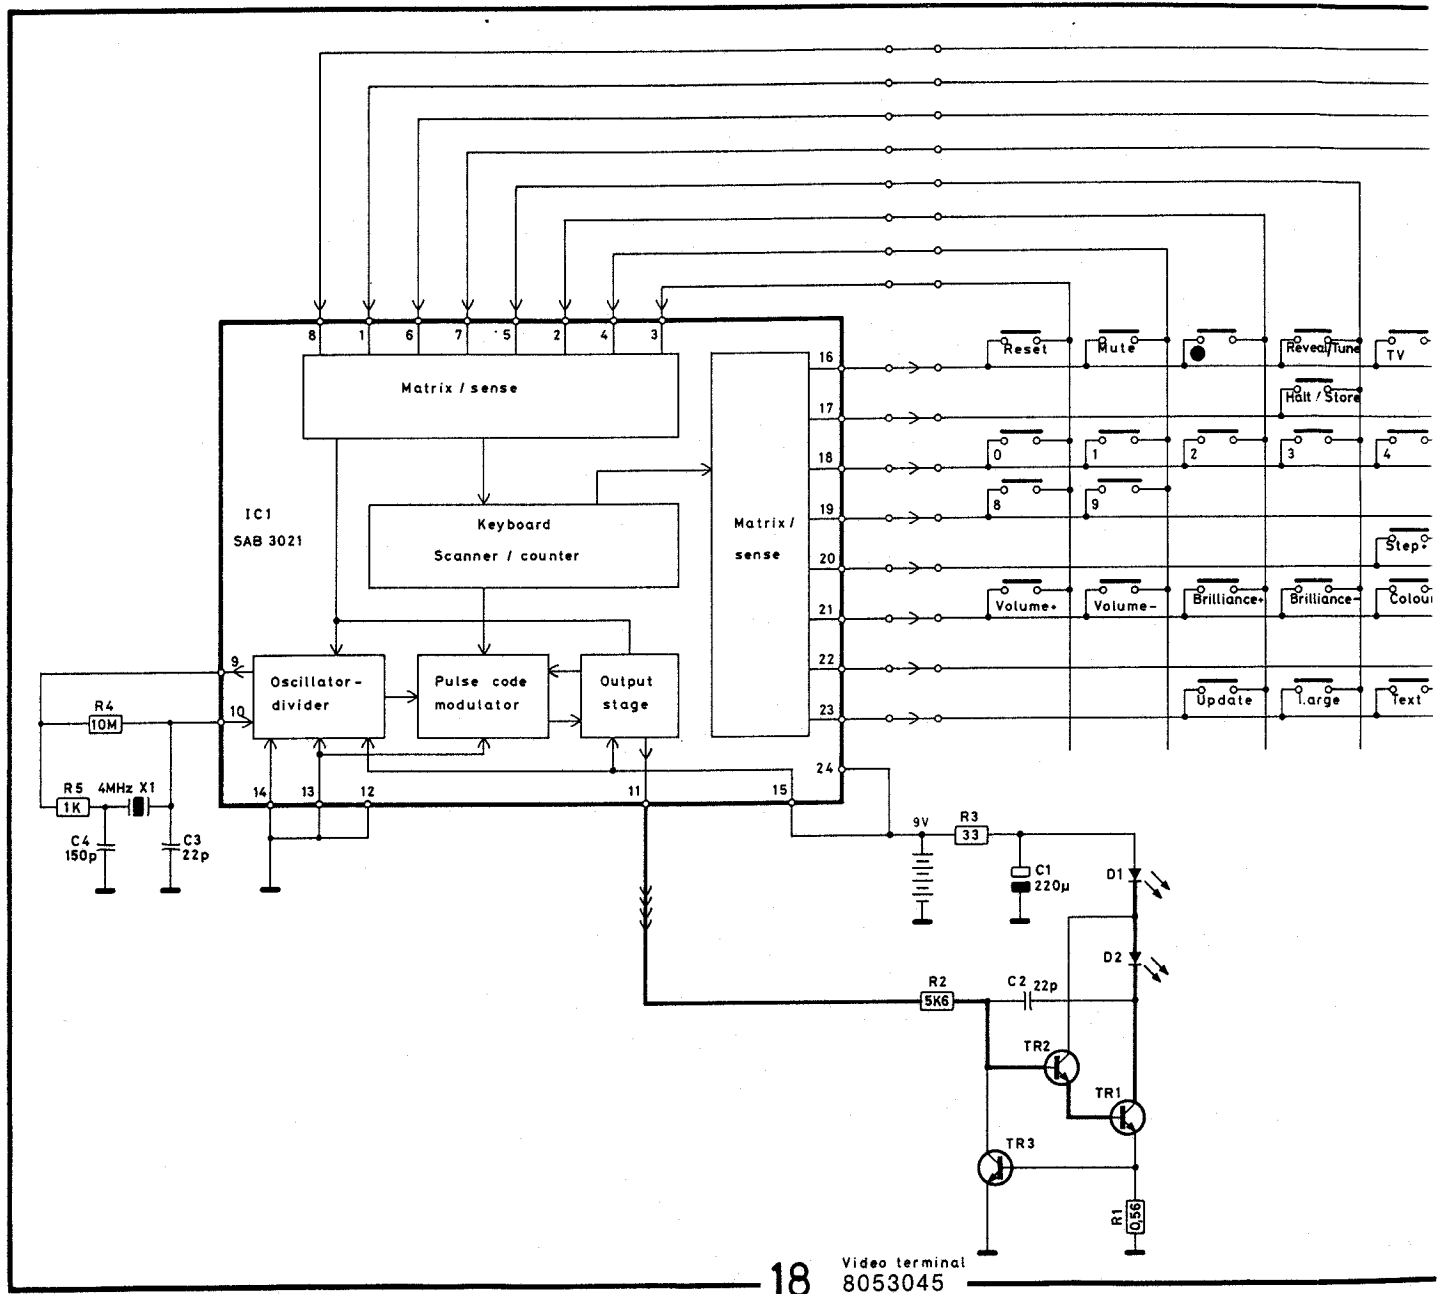 8 1 6 7 5 2 4 3
Matrix / sense
16
Reset Mute Reveal/Tune TV
17
Halt / Store
18
0 1 2 3 4
19
8 9
20
Step+
21
Volume+ Volume- Brilliance+ Brilliance- Colou
22
23
Update Large Text
IC1
SAB 3021
Keyboard
Scanner / counter
Matrix /
sense
9
10
Oscillator-
divider
Pulse code
modulator
Output
stage
R4
10M
R5
1K
4MHz X1
C4
150p
C3
22p
14 13 12 11 15 24
9V
R3
33
C1
220µ
D1
D2
R2
5K6
C2 22p
TR2
TR1
TR3
R1
0,56
18
Video terminal
8053045